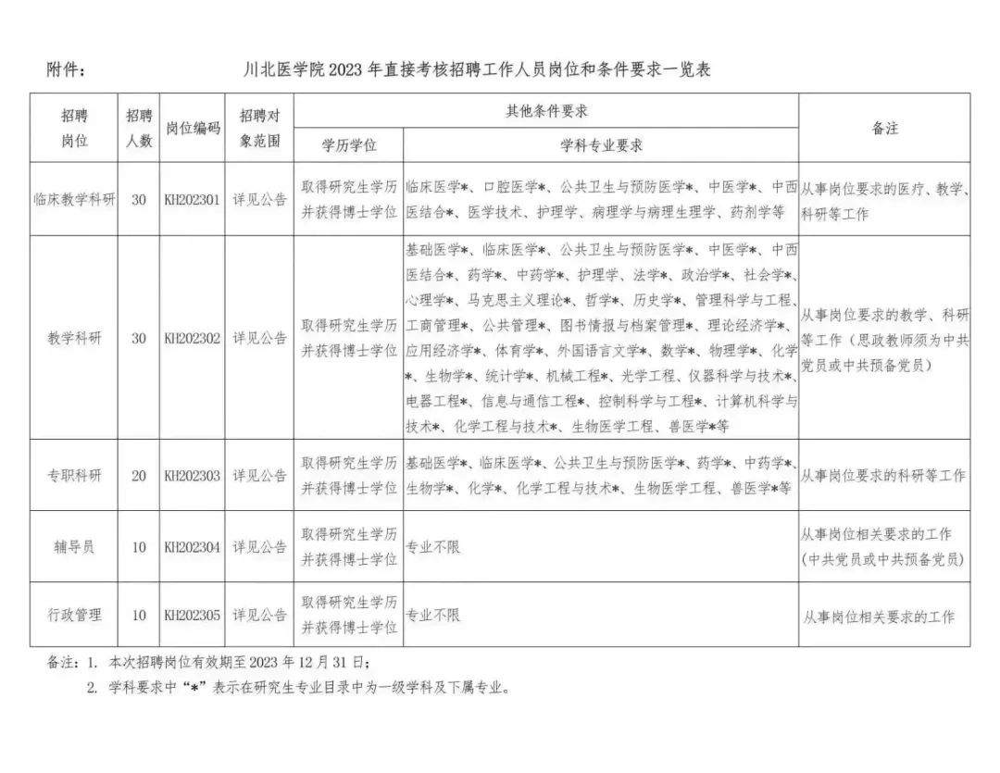 附件：
川北医学院 2023 年直接考核招聘工作人员岗位和条件要求一览表
招聘
岗位
招聘
人数
岗位编码
招聘对
象范围
其他条件要求
学历学位
学科专业要求
备注
临床教学科研
30
KH202301
详见公告
取得研究生学历
并获得博士学位
临床医学*、口腔医学*、公共卫生与预防医学*、中医学*、中西
医结合*、医学技术、护理学、病理学与病理生理学、药剂学等
从事岗位要求的医疗、教学、
科研等工作
教学科研
30
KH202302
详见公告
取得研究生学历
并获得博士学位
基础医学*、临床医学*、公共卫生与预防医学*、中医学*、中西
医结合*、药学*、中药学*、护理学、法学*、政治学*、社会学*、
心理学*、马克思主义理论*、哲学*、历史学*、管理科学与工程、
工商管理*、公共管理*、图书情报与档案管理*、理论经济学*、
应用经济学*、体育学*、外国语言文学*、数学*、物理学*、化学
*、生物学*、统计学*、机械工程*、光学工程、仪器科学与技术*、
电器工程*、信息与通信工程*、控制科学与工程*、计算机科学与
技术*、化学工程与技术*、生物医学工程、兽医学*等
从事岗位要求的教学、科研
等工作（思政教师须为中共
党员或中共预备党员）
专职科研
20
KH202303
详见公告
取得研究生学历
并获得博士学位
基础医学*、临床医学*、公共卫生与预防医学*、药学*、中药学*、
生物学*、化学*、化学工程与技术*、生物医学工程、兽医学*等
从事岗位要求的科研等工作
辅导员
10
KH202304
详见公告
取得研究生学历
并获得博士学位
专业不限
从事岗位相关要求的工作
(中共党员或中共预备党员)
行政管理
10
KH202305
详见公告
取得研究生学历
并获得博士学位
专业不限
从事岗位相关要求的工作
备注：1. 本次招聘岗位有效期至 2023 年 12 月 31 日；
2. 学科要求中“*”表示在研究生专业目录中为一级学科及下属专业。